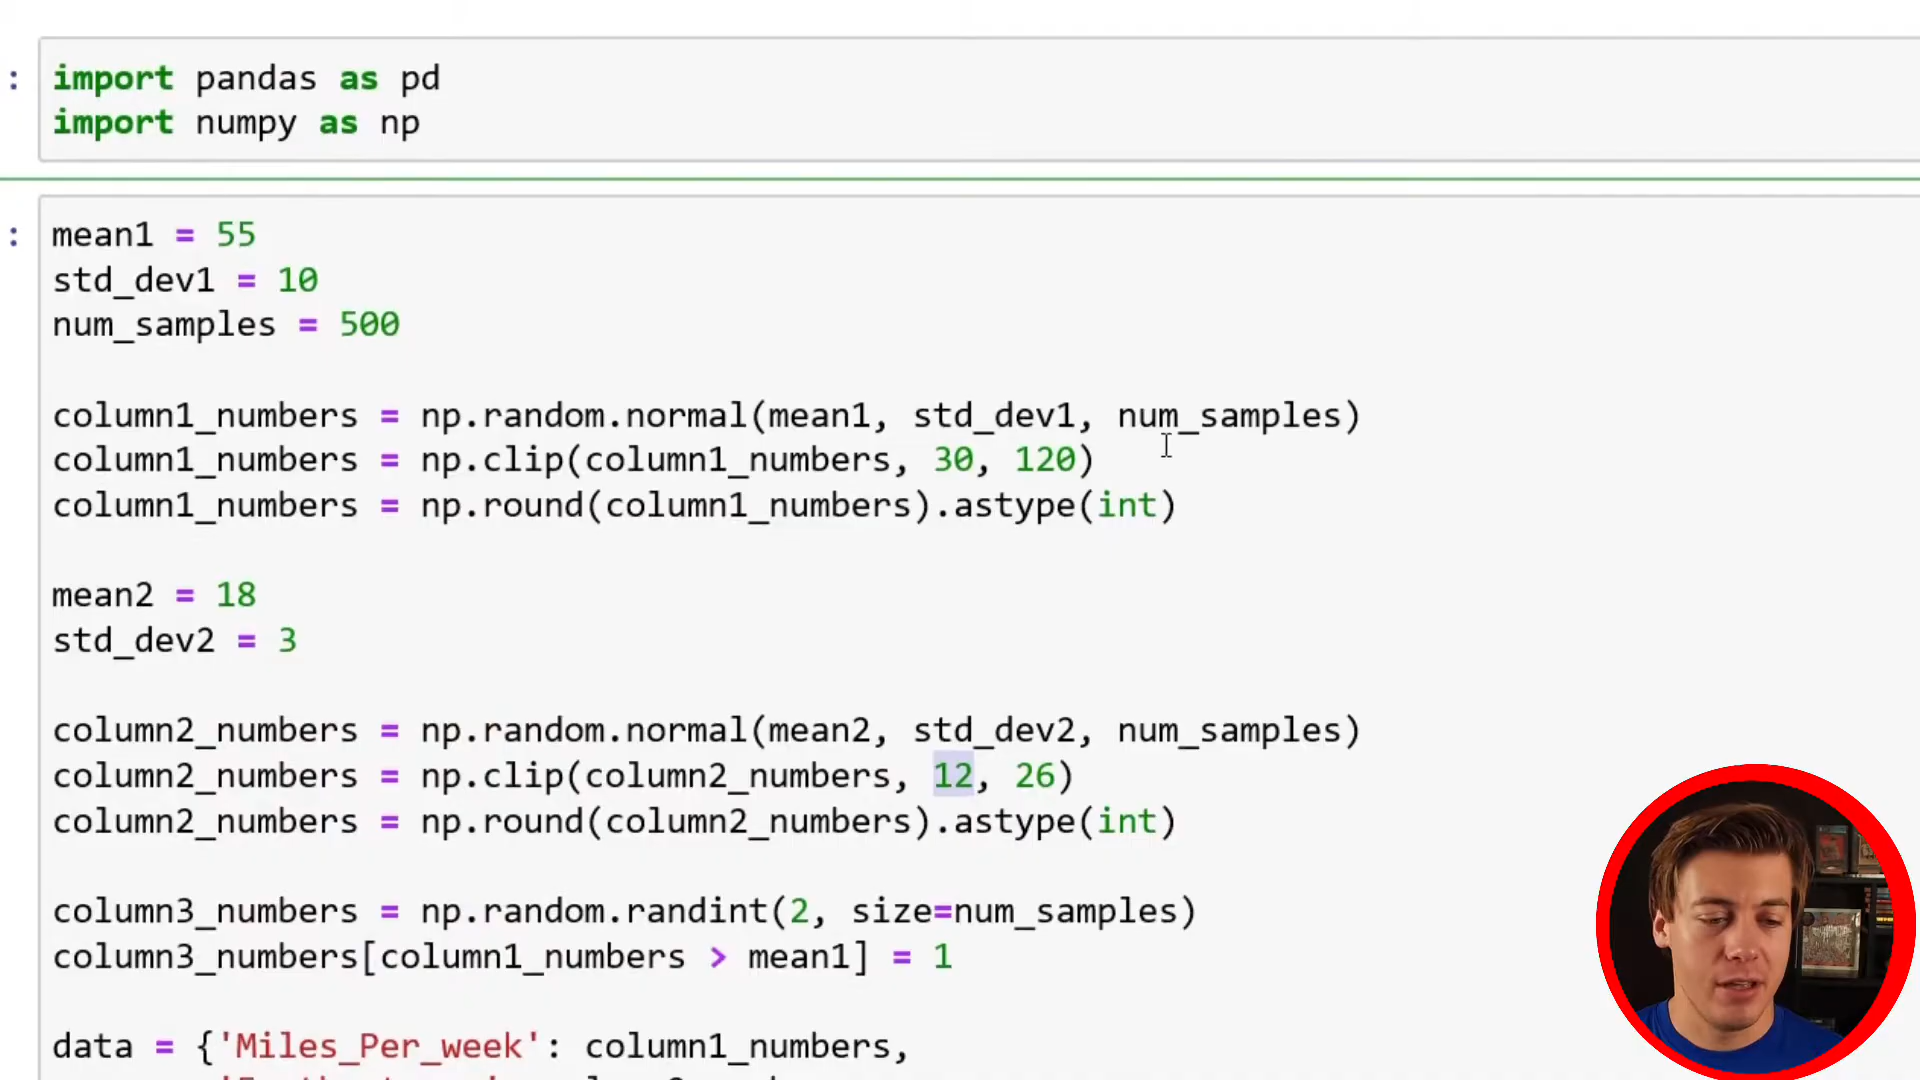 :
import pandas as pd
import numpy as np
:
mean1 = 55
std_dev1 = 10
num_samples = 500
column1_numbers = np.random.normal(mean1, std_dev1, num_samples)
column1_numbers = np.clip(column1_numbers, 30, 120)
column1_numbers = np.round(column1_numbers).astype(int)
mean2 = 18
std_dev2 = 3
column2_numbers = np.random.normal(mean2, std_dev2, num_samples)
column2_numbers = np.clip(column2_numbers, 12, 26)
column2_numbers = np.round(column2_numbers).astype(int)
column3_numbers = np.random.randint(2, size=num_samples)
column3_numbers[column1_numbers > mean1] = 1
data = {'Miles_Per_week': column1_numbers,